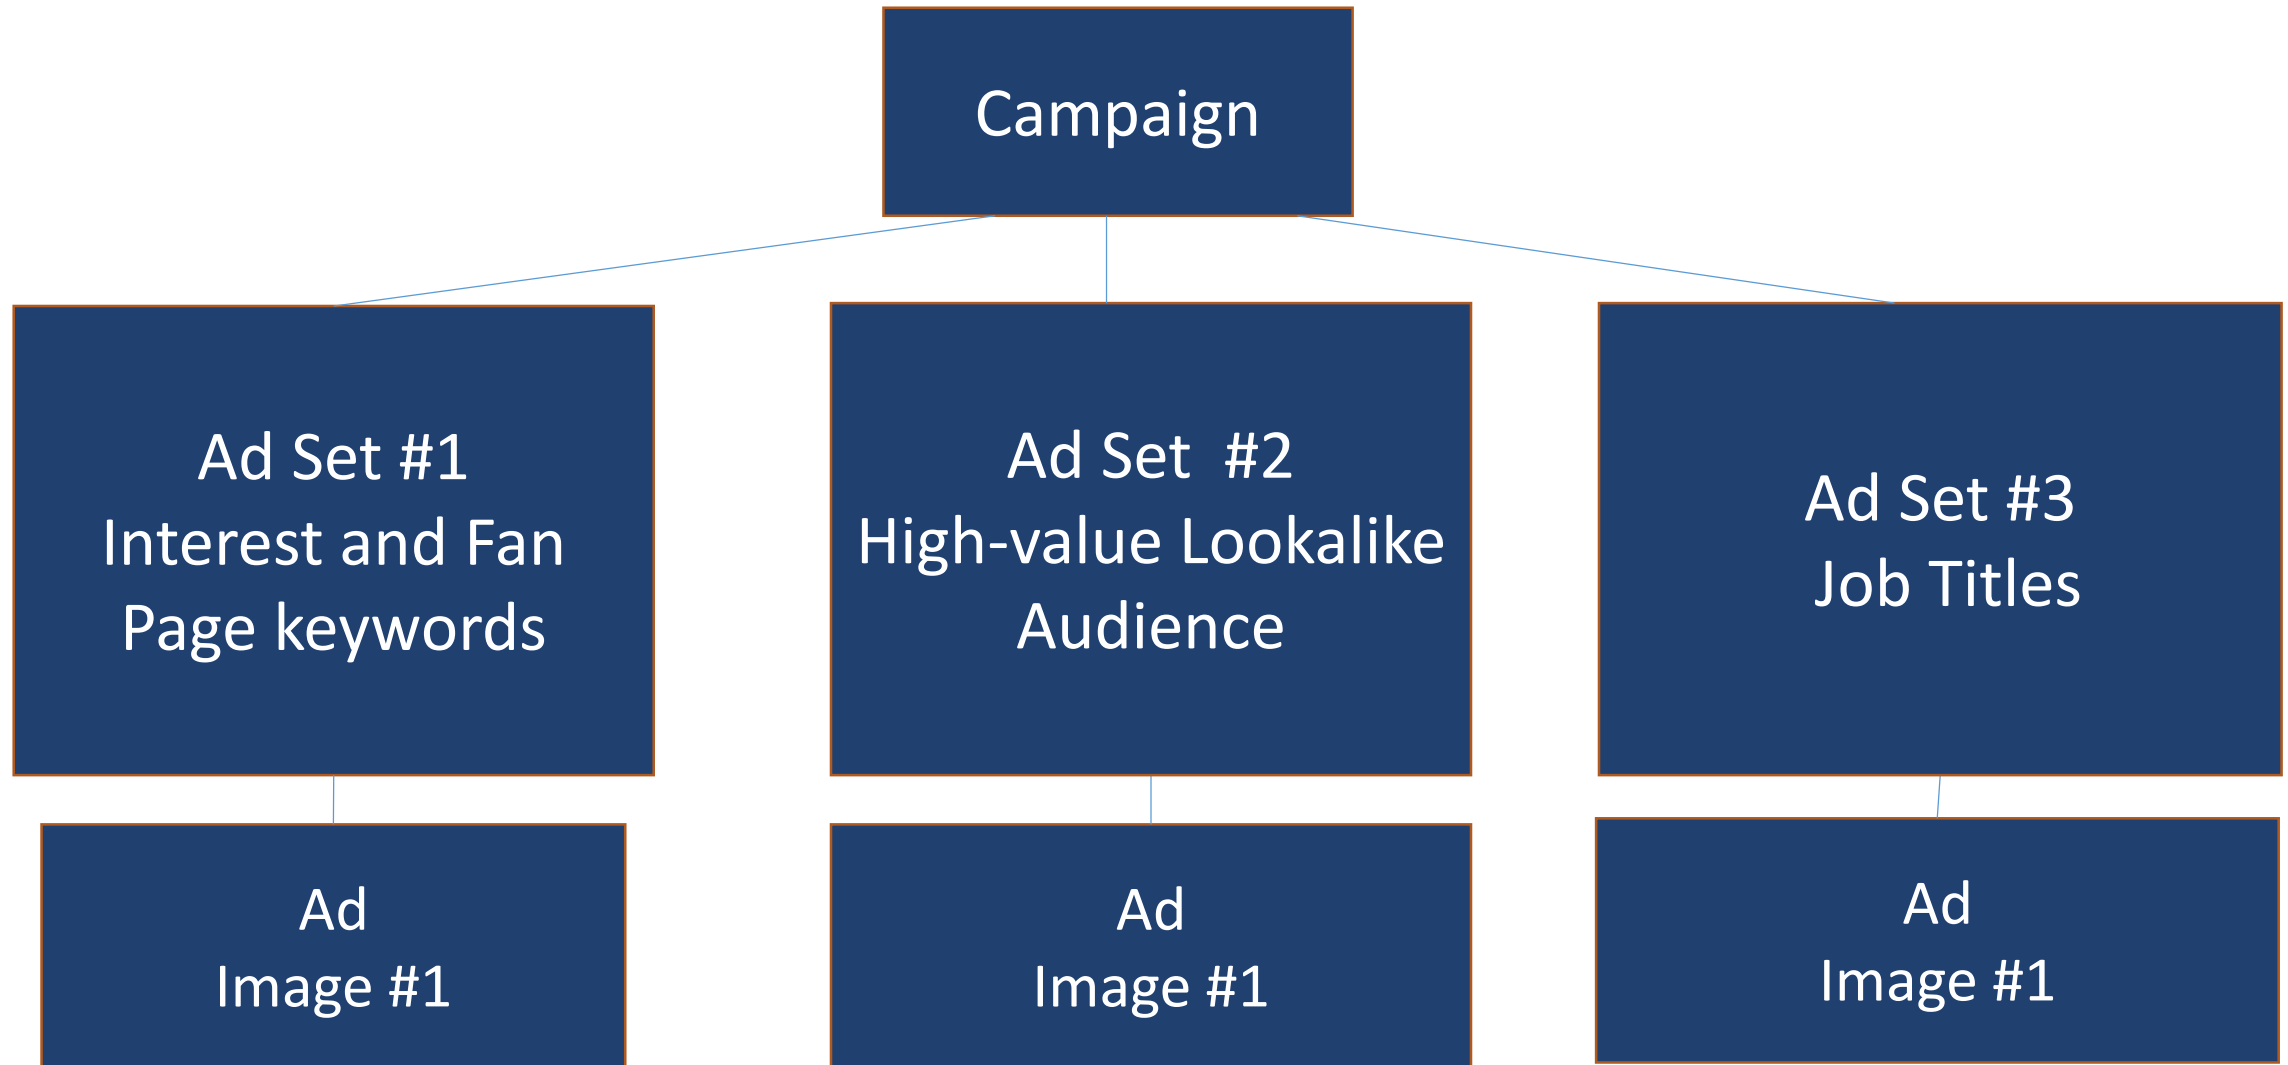 Campaign
Ad Set #1
Interest and Fan
Page keywords
Ad Set  #2
High-value Lookalike
Audience
Ad Set #3
Job Titles
Ad
Image #1
Ad
Image #1
Ad
Image #1